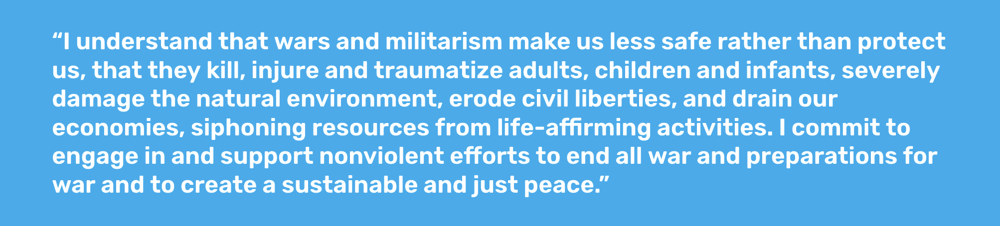 “I understand that wars and militarism make us less safe rather than protect
us, that they kill, injure and traumatize adults, children and infants, severely
damage the natural environment, erode civil liberties, and drain our
economies, siphoning resources from life-affirming activities. I commit to
engage in and support nonviolent efforts to end all war and preparations for
war and to create a sustainable and just peace.”